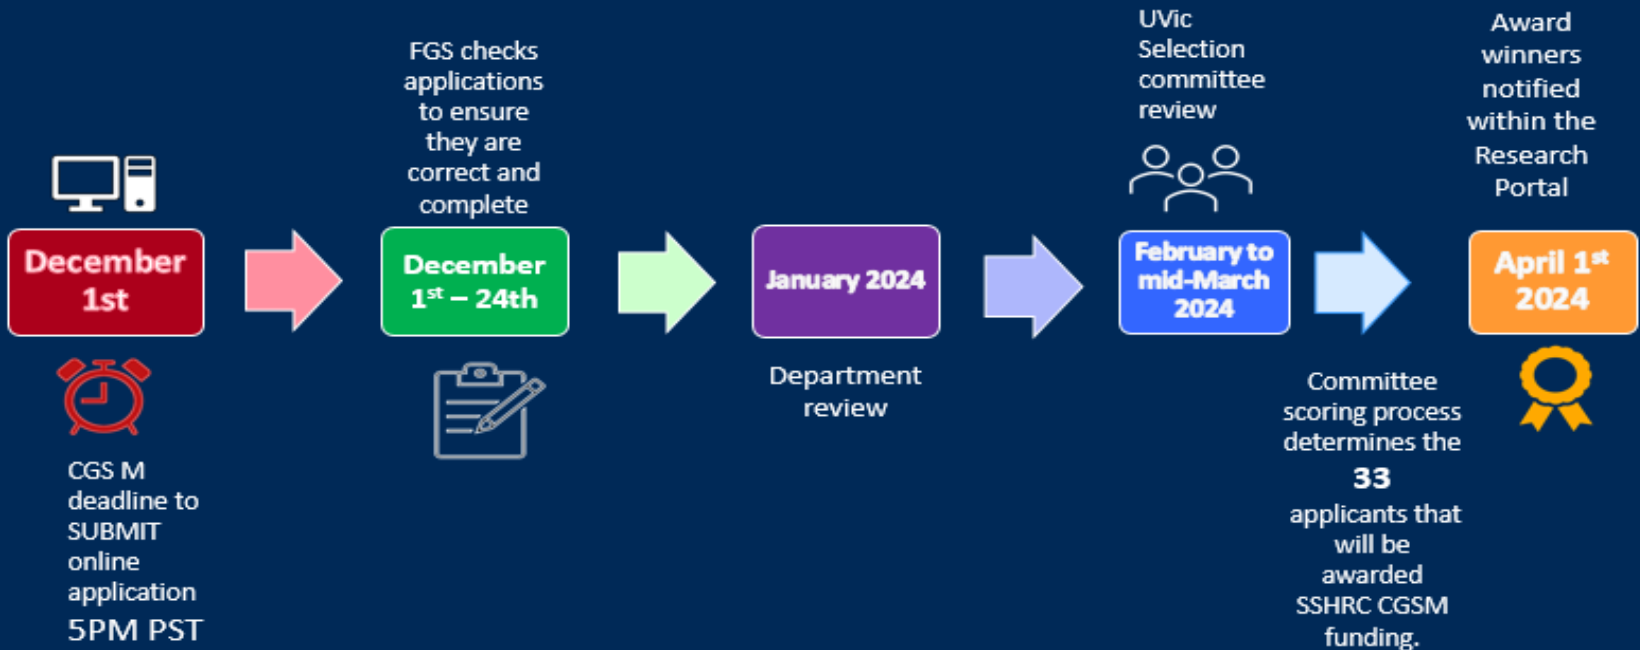 December
1st
CGS M
deadline to
SUBMIT
online
application
5PM PST
FGS checks
applications
to ensure
they are
correct and
complete
December
1st – 24th
January 2024
Department
review
UVic
Selection
committee
review
February to
mid-March
2024
Committee
scoring process
determines the
33
applicants that
will be
awarded
SSHRC CGSM
funding.
Award
winners
notified
within the
Research
Portal
April 1st
2024